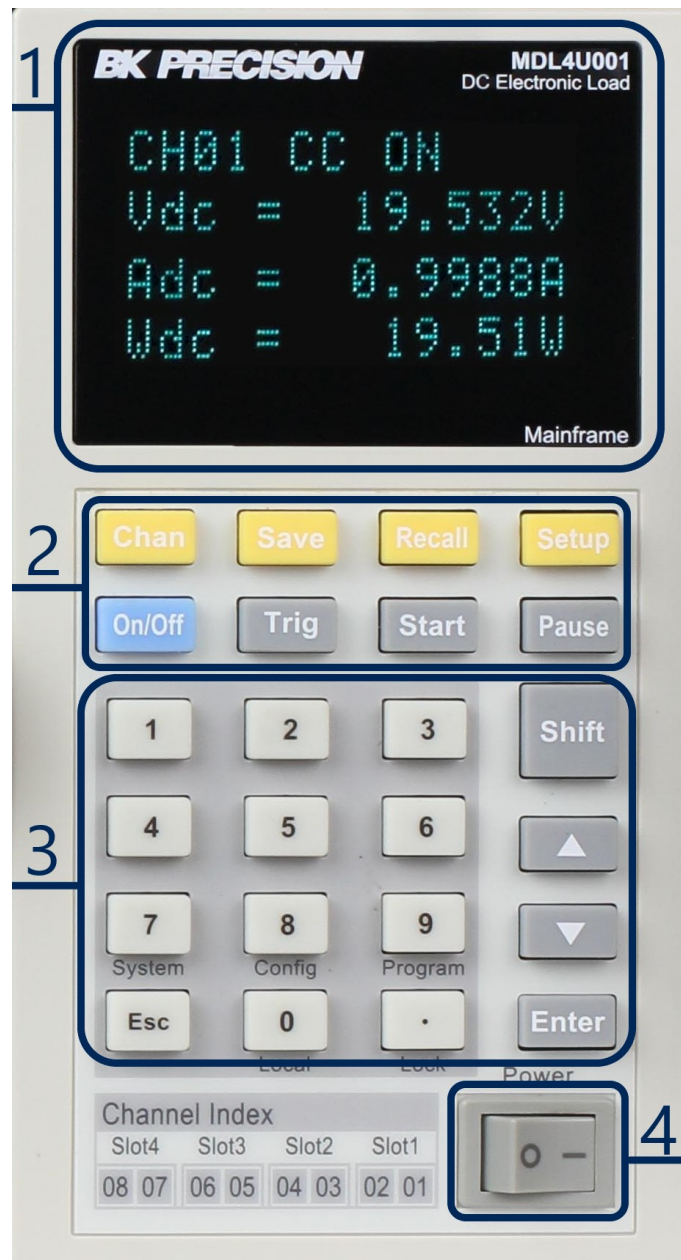 1
BK PRECISION
MDL4U001
DC Electronic Load
CH01 CC ON
Vdc = 19.532V
Adc = 0.9988A
Wdc = 19.51W
Mainframe
2
Chan Save Recall Setup
On/Off Trig Start Pause
3
1 2 3 Shift
4 5 6
7 8 9
System Config Program
Esc 0 . Enter
Local Lock Power
4
Channel Index
Slot4 Slot3 Slot2 Slot1
08 07 06 05 04 03 02 01
O –